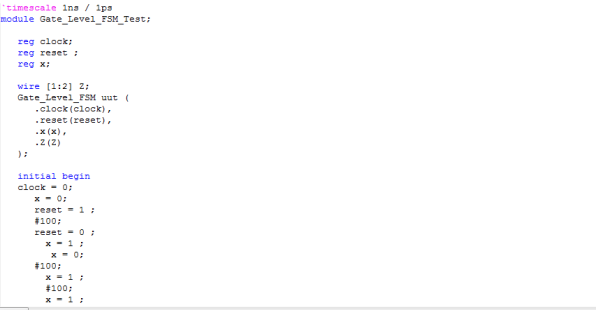 `timescale 1ns / 1ps
module Gate_Level_FSM_Test;
reg clock;
reg reset ;
reg x;
wire [1:2] Z;
Gate_Level_FSM uut (
.clock(clock),
.reset(reset),
.x(x),
.Z(Z)
);
initial begin
clock = 0;
x = 0;
reset = 1 ;
#100;
reset = 0 ;
x = 1 ;
x = 0;
#100;
x = 1 ;
#100;
x = 1 ;